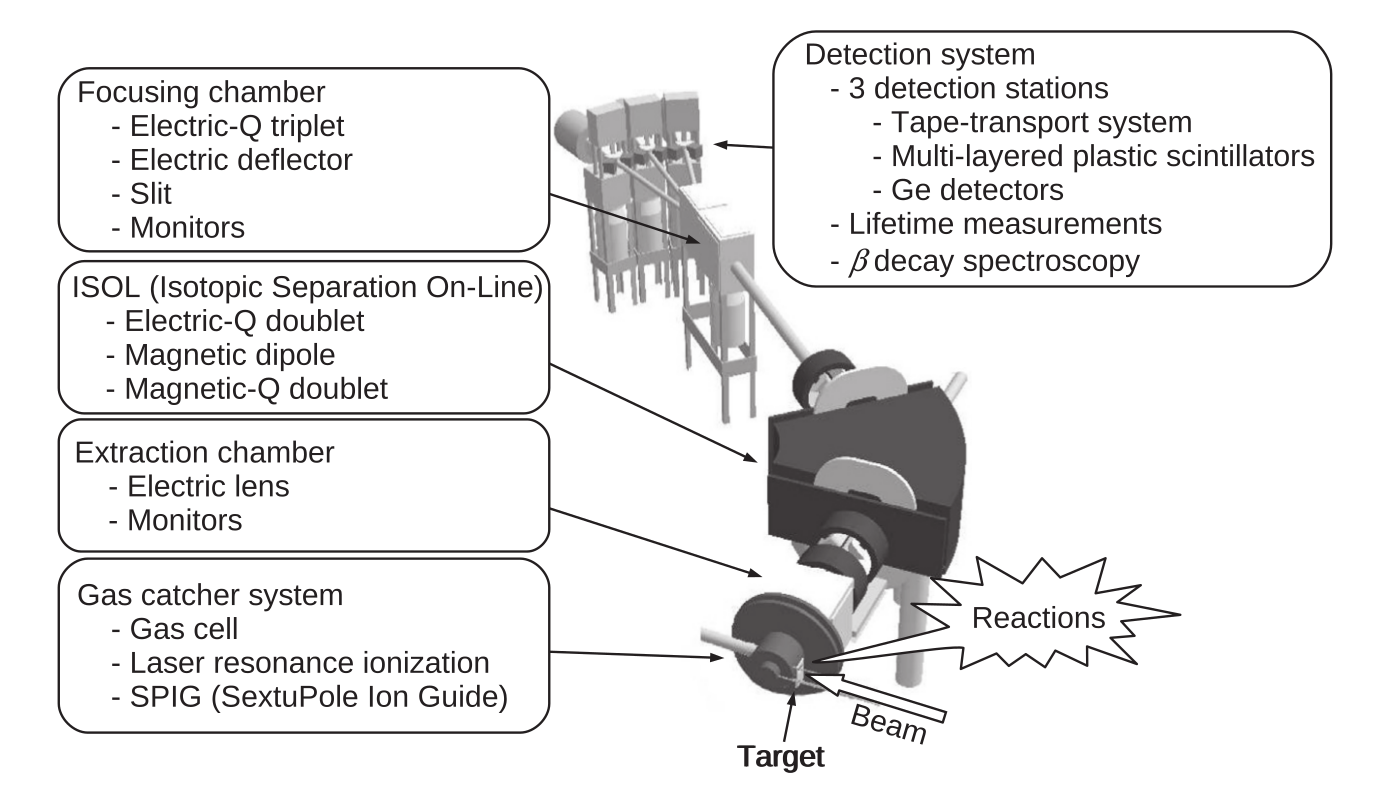 Focusing chamber
- Electric-Q triplet
- Electric deflector
- Slit
- Monitors
ISOL (Isotopic Separation On-Line)
- Electric-Q doublet
- Magnetic dipole
- Magnetic-Q doublet
Extraction chamber
- Electric lens
- Monitors
Gas catcher system
- Gas cell
- Laser resonance ionization
- SPIG (SextuPole Ion Guide)
Detection system
- 3 detection stations
- Tape-transport system
- Multi-layered plastic scintillators
- Ge detectors
- Lifetime measurements
- β decay spectroscopy
Reactions
Beam
Target